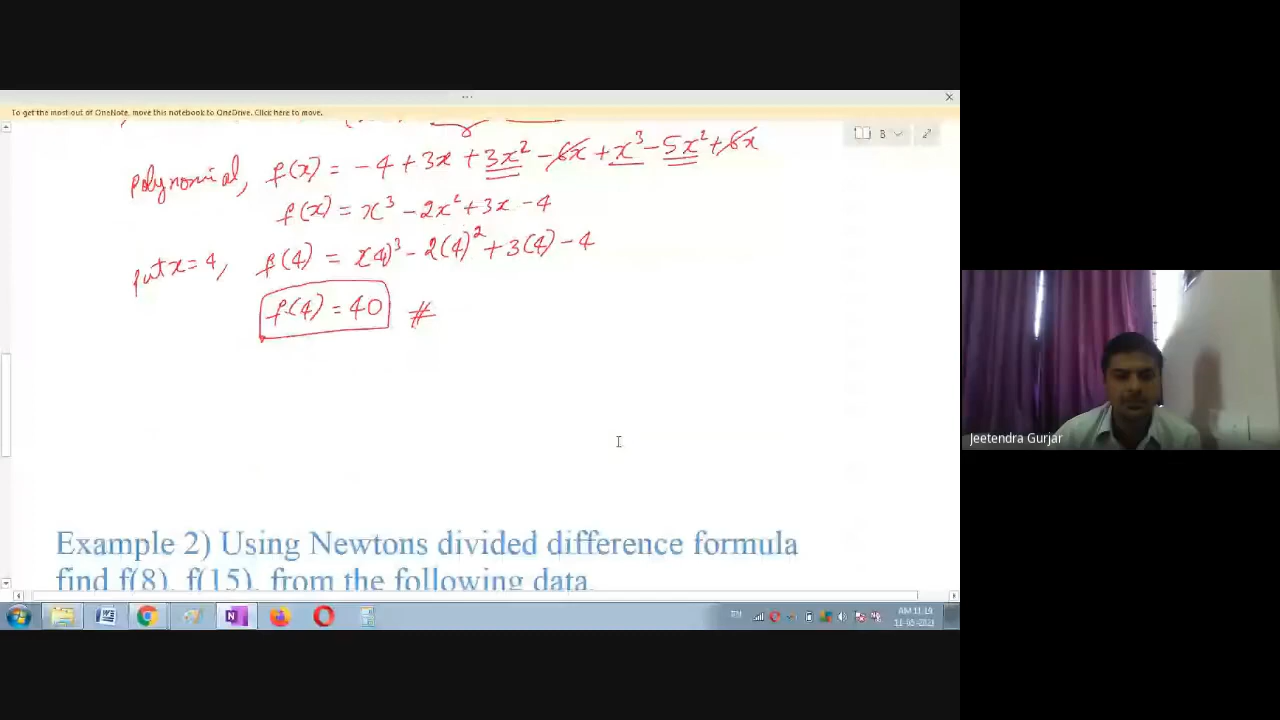 To get the most out of OneNote, move this notebook to OneDrive. Click here to move.
polynomial, f(x) = -4 + 3x + 3x² - 6x + x³ - 5x² + 6x
f(x) = x³ - 2x² + 3x - 4
put x = 4, f(4) = (4)³ - 2(4)² + 3(4) - 4
f(4) = 40 #
Example 2) Using Newtons divided difference formula
find f(8), f(15), from the following data.
Jeetendra Gurjar
AM 11:19